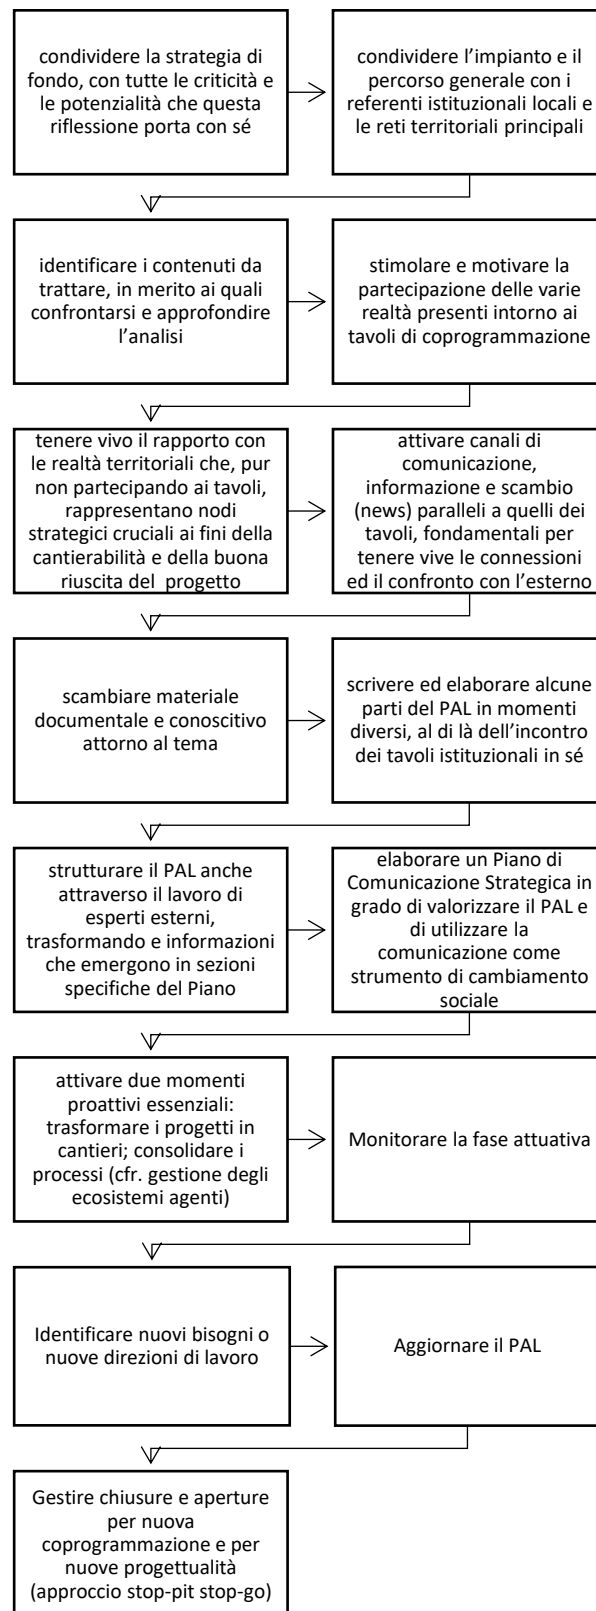 condividere la strategia di
fondo, con tutte le criticità e
le potenzialità che questa
riflessione porta con sé
condividere l’impianto e il
percorso generale con i
referenti istituzionali locali e
le reti territoriali principali
identificare i contenuti da
trattare, in merito ai quali
confrontarsi e approfondire
l’analisi
stimolare e motivare la
partecipazione delle varie
realtà presenti intorno ai
tavoli di coprogrammazione
tenere vivo il rapporto con
le realtà territoriali che, pur
non partecipando ai tavoli,
rappresentano nodi
strategici cruciali ai fini della
cantierabilità e della buona
riuscita del progetto
attivare canali di
comunicazione,
informazione e scambio
(news) paralleli a quelli dei
tavoli, fondamentali per
tenere vive le connessioni
ed il confronto con l’esterno
scambiare materiale
documentale e conoscitivo
attorno al tema
scrivere ed elaborare alcune
parti del PAL in momenti
diversi, al di là dell’incontro
dei tavoli istituzionali in sé
strutturare il PAL anche
attraverso il lavoro di
esperti esterni,
trasformando e informazioni
che emergono in sezioni
specifiche del Piano
elaborare un Piano di
Comunicazione Strategica in
grado di valorizzare il PAL e
di utilizzare la
comunicazione come
strumento di cambiamento
sociale
attivare due momenti
proattivi essenziali:
trasformare i progetti in
cantieri; consolidare i
processi (cfr. gestione degli
ecosistemi agenti)
Monitorare la fase attuativa
Identificare nuovi bisogni o
nuove direzioni di lavoro
Aggiornare il PAL
Gestire chiusure e aperture
per nuova
coprogrammazione e per
nuove progettualità
(approccio stop-pit stop-go)